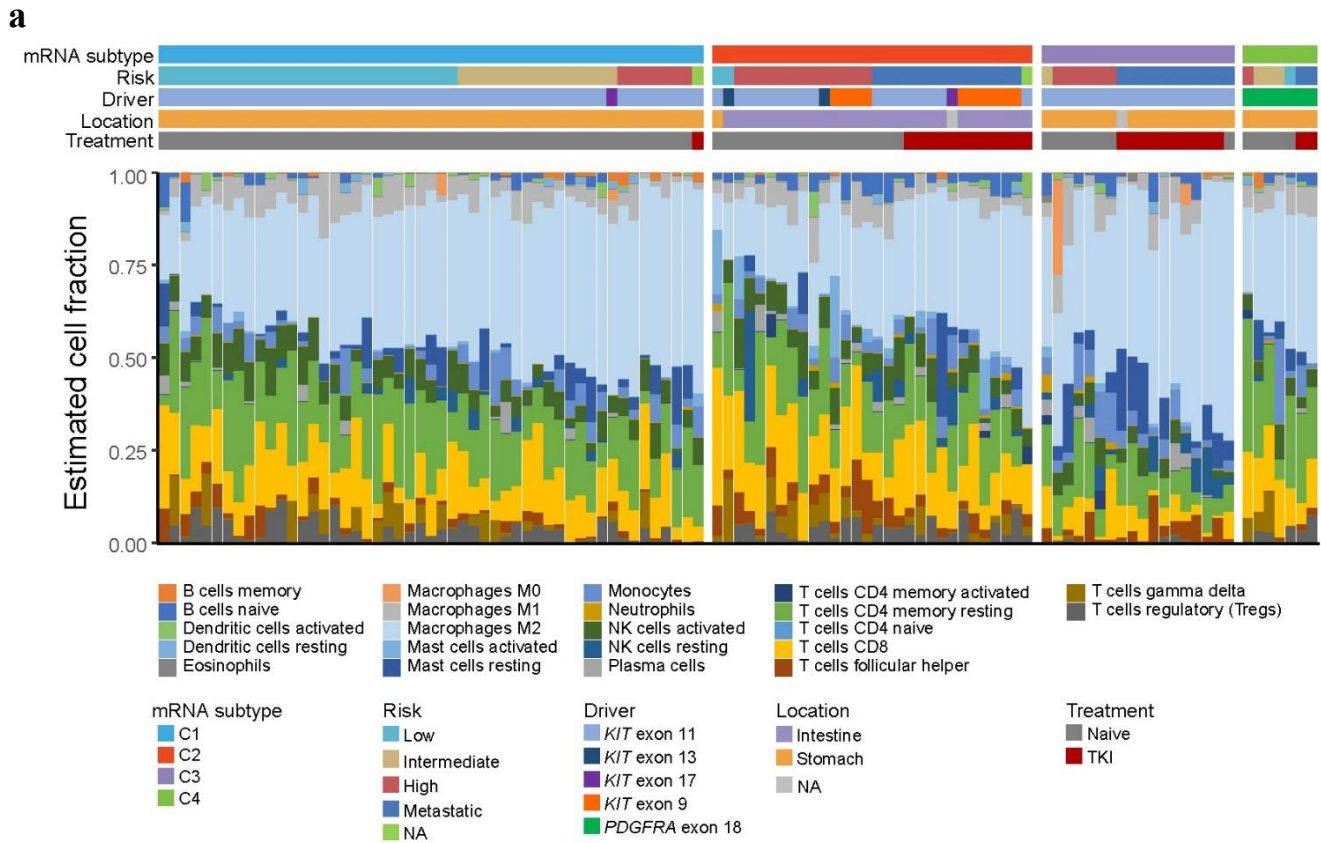 a
mRNA subtype
Risk
Driver
Location
Treatment
1.00
0.75
0.50
0.25
0.00
Estimated cell fraction
B cells memory
B cells naive
Dendritic cells activated
Dendritic cells resting
Eosinophils
Macrophages M0
Macrophages M1
Macrophages M2
Mast cells activated
Mast cells resting
Monocytes
Neutrophils
NK cells activated
NK cells resting
Plasma cells
T cells CD4 memory activated
T cells CD4 memory resting
T cells CD4 naive
T cells CD8
T cells follicular helper
T cells gamma delta
T cells regulatory (Tregs)
mRNA subtype
C1
C2
C3
C4
Risk
Low
Intermediate
High
Metastatic
NA
Driver
KIT exon 11
KIT exon 13
KIT exon 17
KIT exon 9
PDGFRA exon 18
Location
Intestine
Stomach
NA
Treatment
Naive
TKI